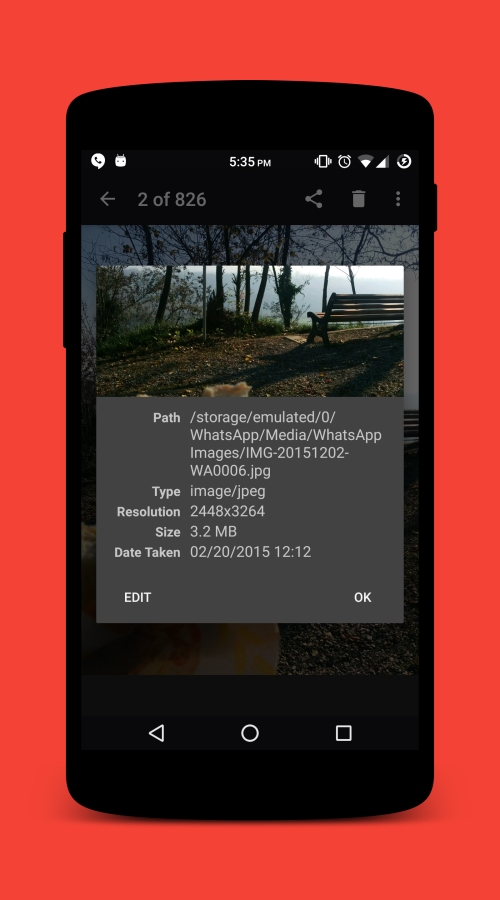 5:35 PM
2 of 826
Path /storage/emulated/0/
WhatsApp/Media/WhatsApp
Images/IMG-20151202-
WA0006.jpg
Type image/jpeg
Resolution 2448x3264
Size 3.2 MB
Date Taken 02/20/2015 12:12
EDIT OK